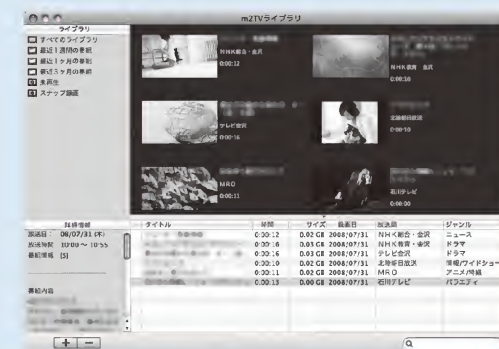 m2TVライブラリ
ライブラリ
すべてのライブラリ
最近1週間の番組
最近1ヶ月の番組
最近3ヶ月の番組
未再生
スナップ録画
NHK総合・金沢
0:00:12
NHK教育・金沢
0:00:16
テレビ金沢
0:00:16
北陸朝日放送
0:00:10
MRO
0:00:11
石川テレビ
0:00:00
詳細情報
放送日: 08/07/31 (木)
放送時間 10:00 〜 10:55
番組情報 [S]
番組内容
タイトル 時間 サイズ 録画日 放送局 ジャンル
0:00:12 0.02 GB 2008/07/31 NHK総合・金沢 ニュース
0:00:16 0.03 GB 2008/07/31 NHK教育・金沢 ドラマ
0:00:16 0.03 GB 2008/07/31 テレビ金沢 ドラマ
0:00:10 0.02 GB 2008/07/31 北陸朝日放送 情報/ワイドショー
0:00:11 0.02 GB 2008/07/31 MRO アニメ/特撮
0:00:13 0.00 GB 2008/07/31 石川テレビ バラエティ